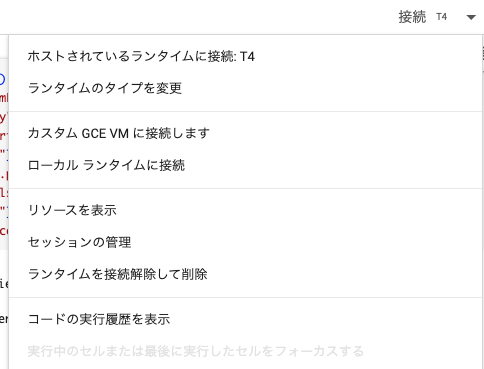 接続 T4
ホストされているランタイムに接続: T4
ランタイムのタイプを変更
カスタム GCE VM に接続します
ローカル ランタイムに接続
リソースを表示
セッションの管理
ランタイムを接続解除して削除
コードの実行履歴を表示
実行中のセルまたは最後に実行したセルをフォーカスする